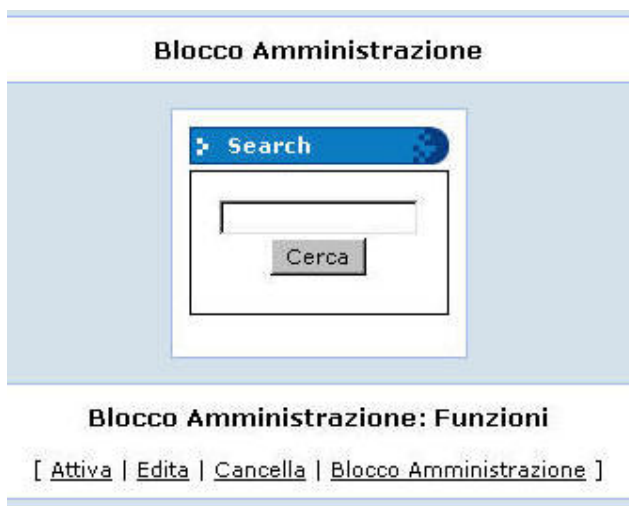 Blocco Amministrazione
Search
Cerca
Blocco Amministrazione: Funzioni
[ Attiva | Edita | Cancella | Blocco Amministrazione ]